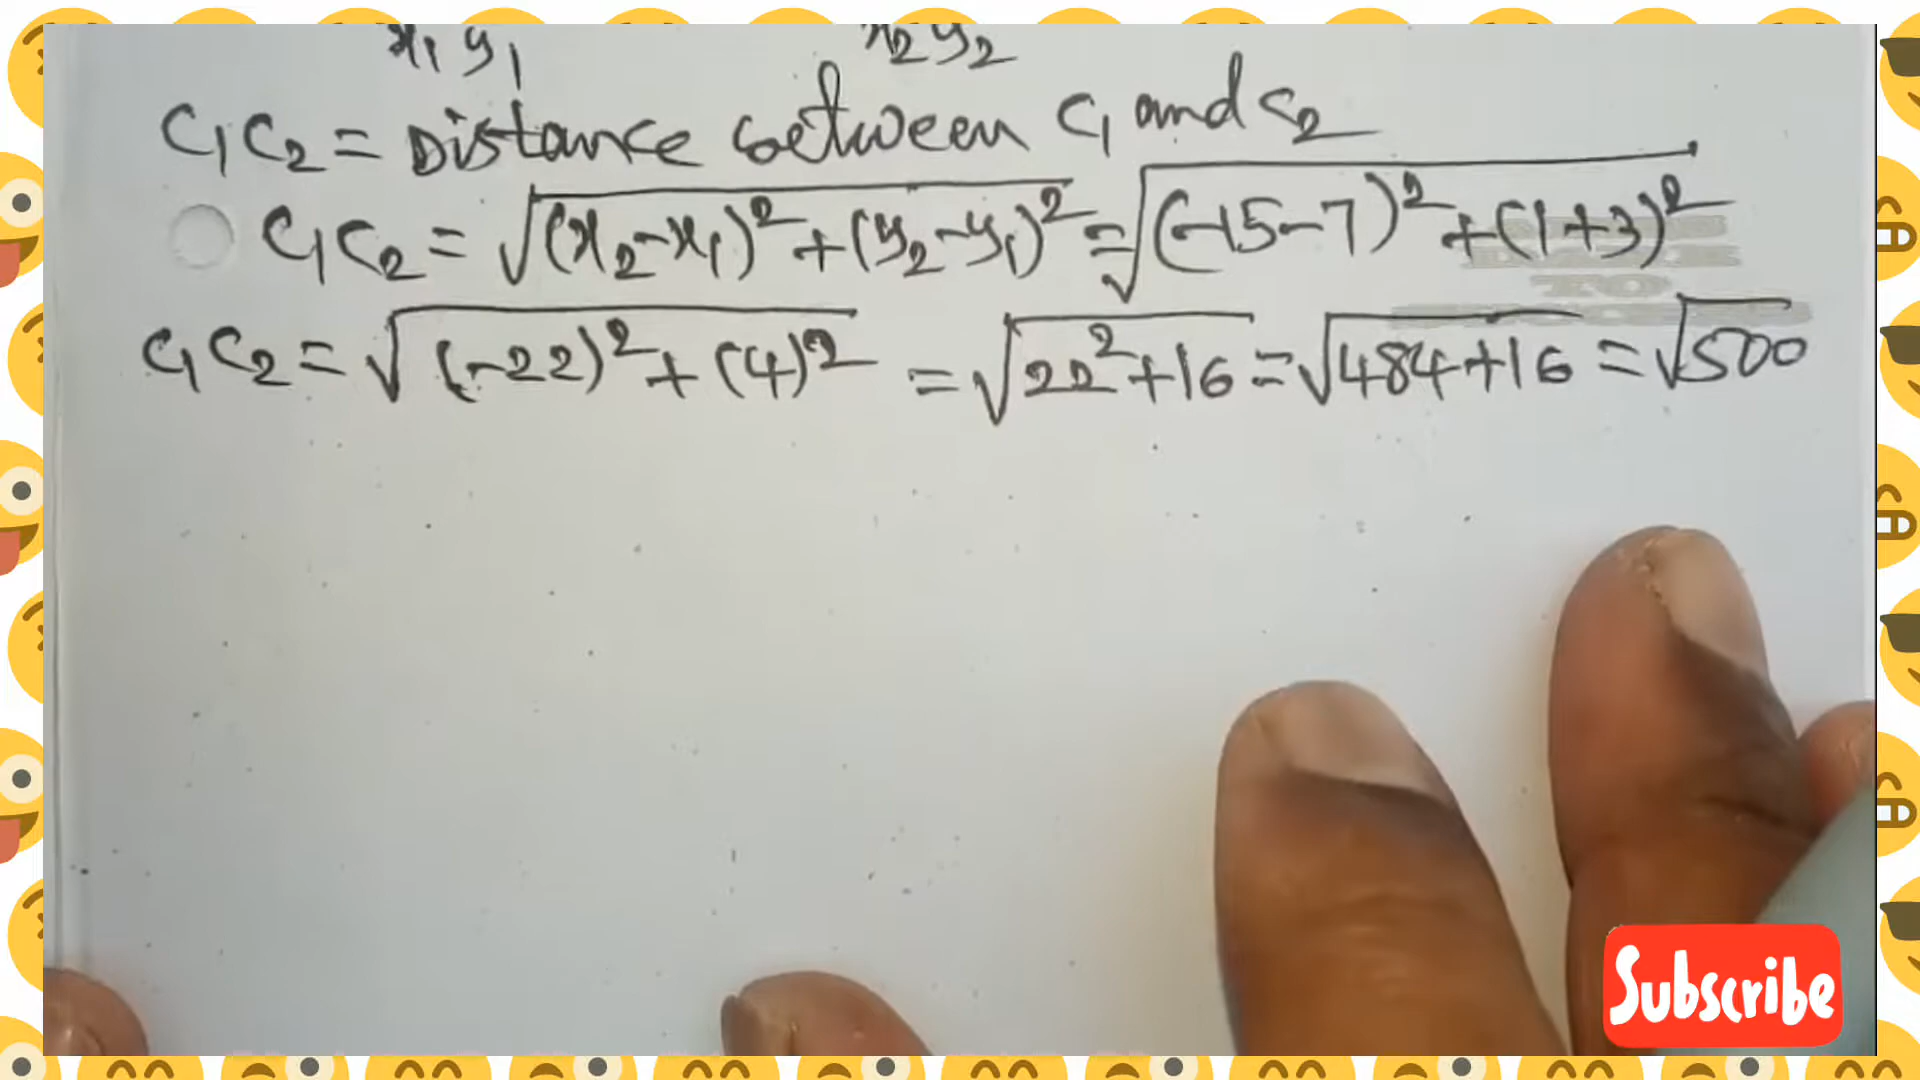 x₁ y₁ x₂ y₂
C₁C₂ = Distance between C₁ and C₂
C₁C₂ = √(x₂-x₁)²+(y₂-y₁)² = √(-15-7)²+(1+3)²
C₁C₂ = √(-22)²+(4)² = √22²+16 = √484+16 = √500
Subscribe